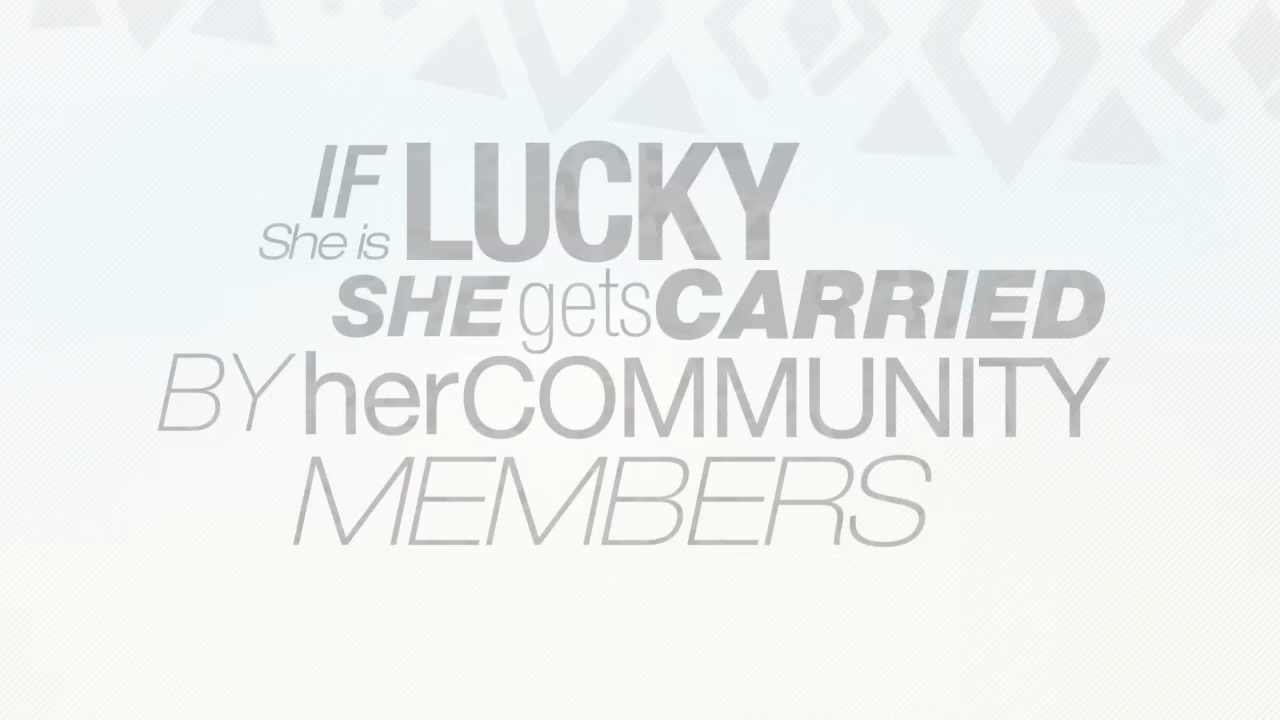 IF
She is LUCKY
SHE gets CARRIED
BY her COMMUNITY
MEMBERS